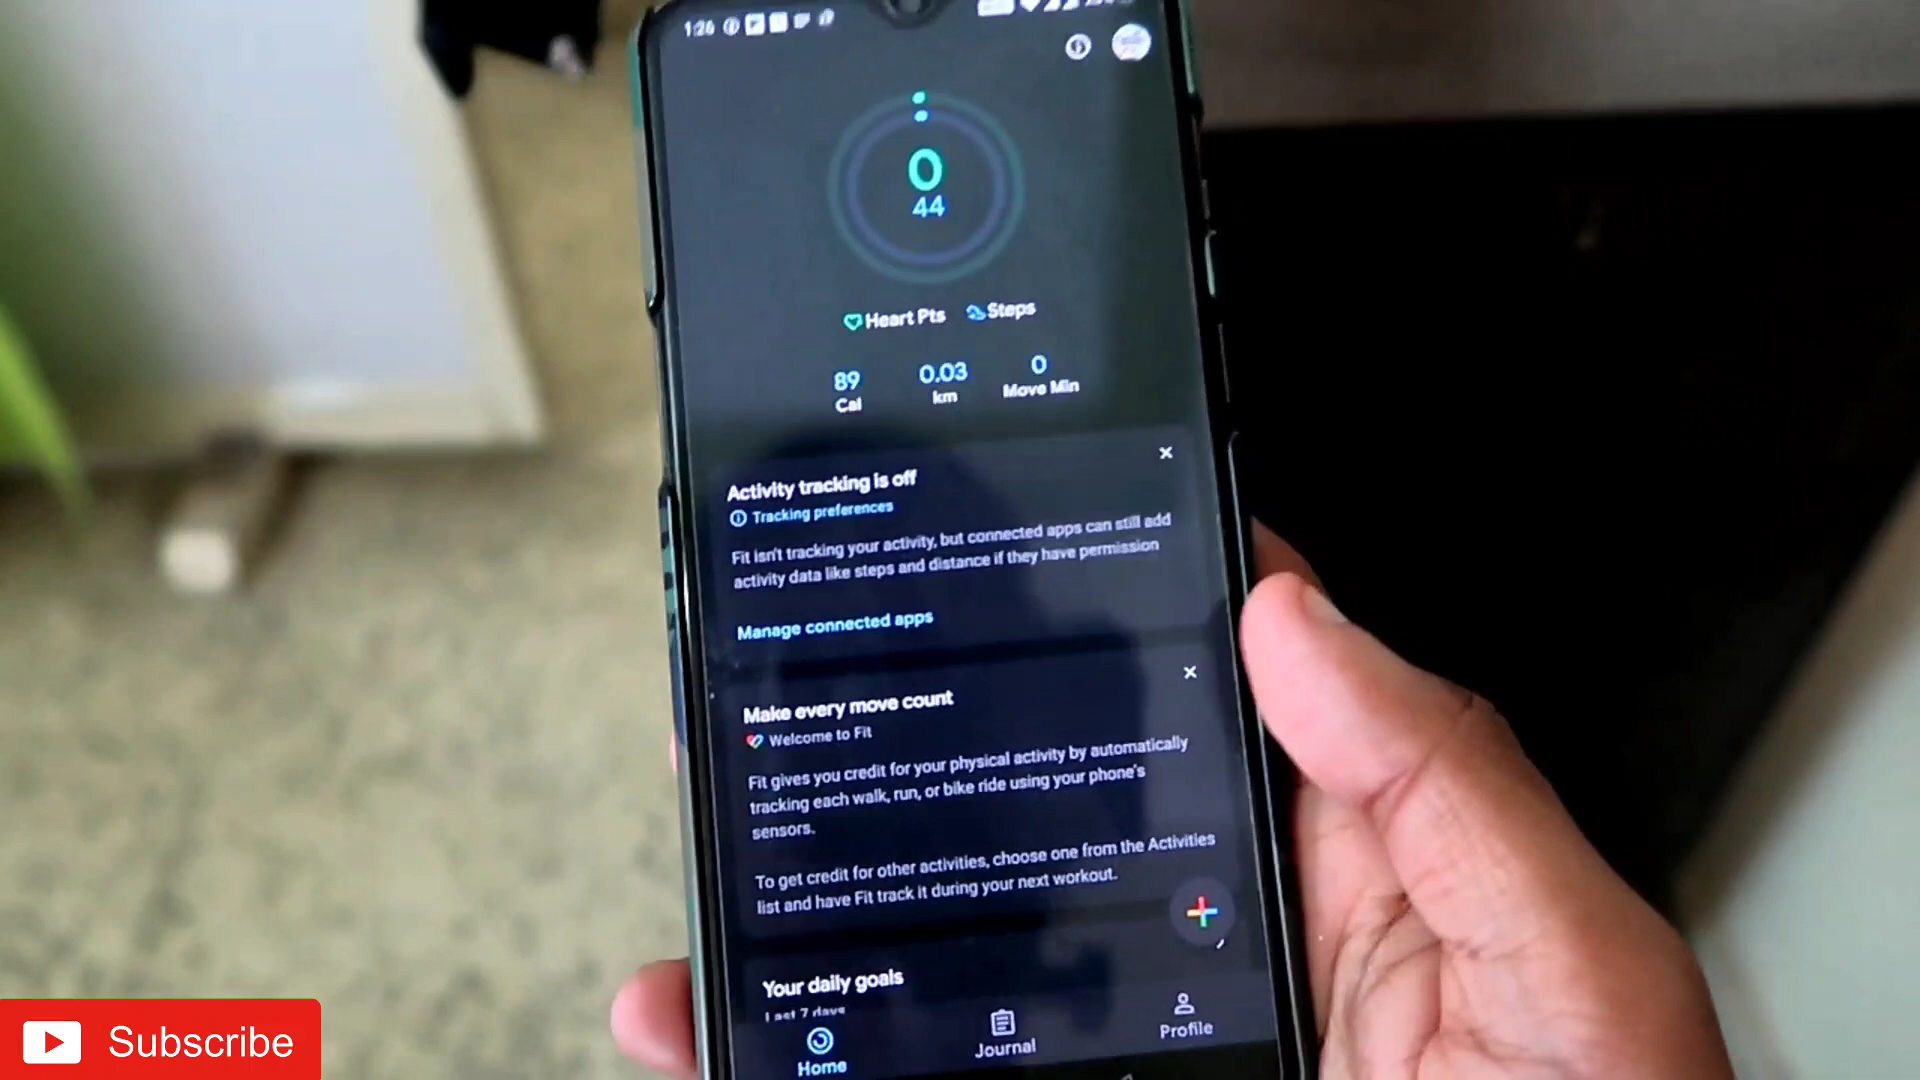 1:26
0
44
Heart Pts
Steps
89
0.03
0
Cal
km
Move Min
Activity tracking is off
Tracking preferences
Fit isn't tracking your activity, but connected apps can still add
activity data like steps and distance if they have permission
Manage connected apps
Make every move count
Welcome to Fit
Fit gives you credit for your physical activity by automatically
tracking each walk, run, or bike ride using your phone's
sensors.
To get credit for other activities, choose one from the Activities
list and have Fit track it during your next workout.
Your daily goals
Last 7 days
Home
Journal
Profile
Subscribe